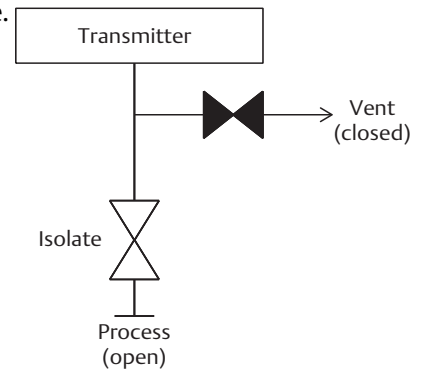 e.
Transmitter
Vent
(closed)
Isolate
Process
(open)